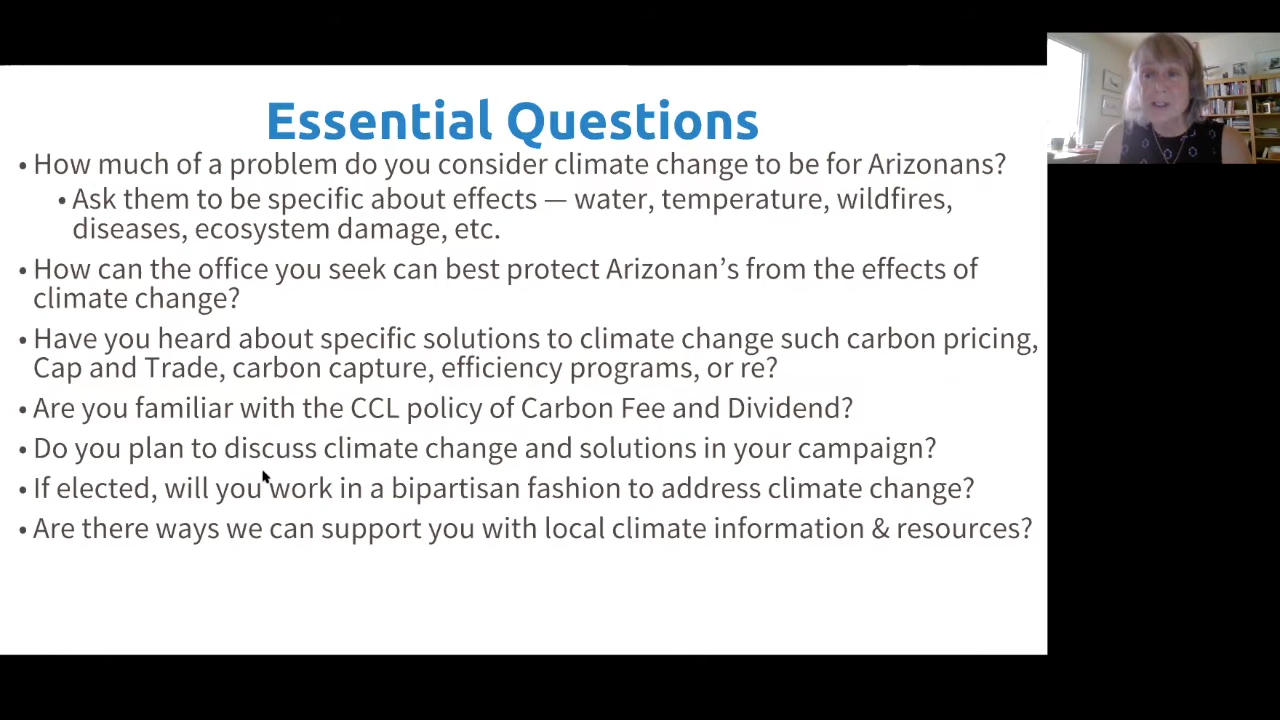 Essential Questions
• How much of a problem do you consider climate change to be for Arizonans?
• Ask them to be specific about effects — water, temperature, wildfires,
diseases, ecosystem damage, etc.
• How can the office you seek can best protect Arizonan’s from the effects of
climate change?
• Have you heard about specific solutions to climate change such carbon pricing,
Cap and Trade, carbon capture, efficiency programs, or re?
• Are you familiar with the CCL policy of Carbon Fee and Dividend?
• Do you plan to discuss climate change and solutions in your campaign?
• If elected, will you work in a bipartisan fashion to address climate change?
• Are there ways we can support you with local climate information & resources?